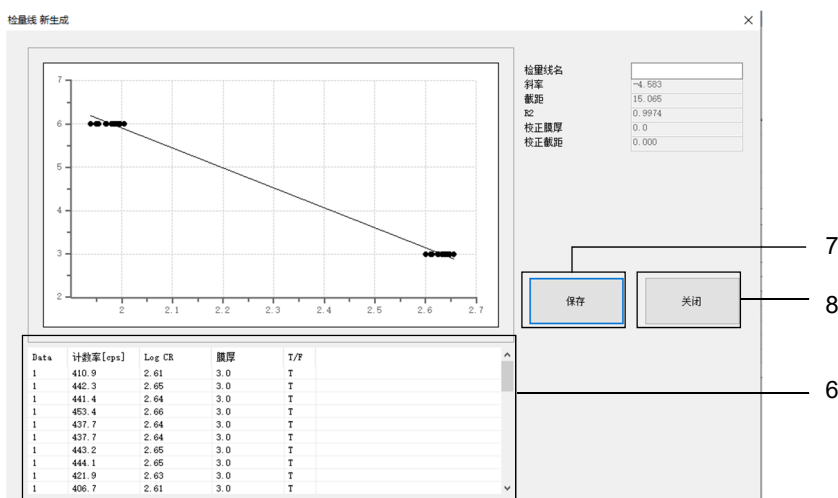 检量线 新生成
7
6
5
4
3
2
2 2.1 2.2 2.3 2.4 2.5 2.6 2.7
检量线名
斜率 -4.583
截距 15.065
R2 0.9974
校正膜厚 0.0
校正截距 0.000
7
保存 关闭
8
6
Data 计数率[cps] Log CR 膜厚 T/F
1 410.9 2.61 3.0 T
1 442.3 2.65 3.0 T
1 441.4 2.64 3.0 T
1 453.4 2.66 3.0 T
1 437.7 2.64 3.0 T
1 437.7 2.64 3.0 T
1 443.2 2.65 3.0 T
1 444.1 2.65 3.0 T
1 421.9 2.63 3.0 T
1 406.7 2.61 3.0 T